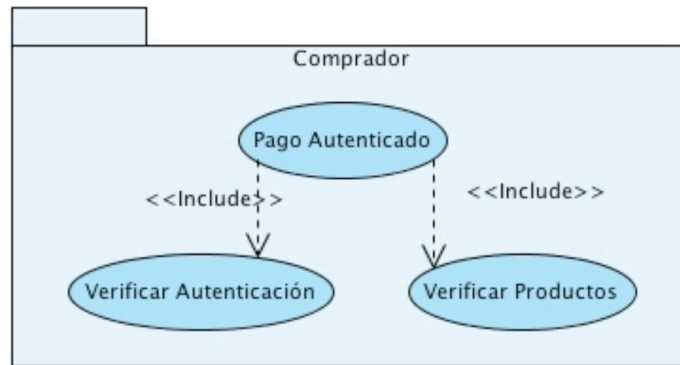 Comprador
Pago Autenticado
<<Include>>
<<Include>>
Verificar Autenticación
Verificar Productos